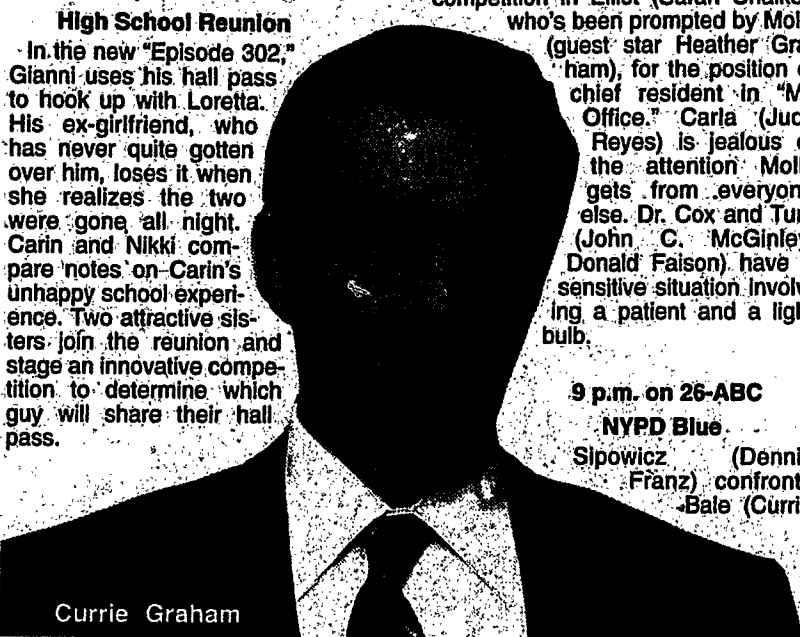 High School Reunion
In the new "Episode 302,"
Gianni uses his hall pass
to hook up with Loretta.
His ex-girlfriend, who
has never quite gotten
over him, loses it when
she realizes the two
were gone all night.
Carin and Nikki com-
pare notes on Carin's
unhappy school experi-
ence. Two attractive sis-
ters join the reunion and
stage an innovative compe-
tition to determine which
guy will share their hall
pass.
who's been prompted by Moll
(guest star Heather Gra
ham), for the position
chief resident in "M
Office." Carla (Jud
Reyes) is jealous
the attention Moll
gets from everyon
else. Dr. Cox and Tur
(John C. McGinley
Donald Faison) have
sensitive situation involv
ing a patient and a ligh
bulb.
9 p.m. on 26-ABC
NYPD Blue
Sipowicz (Denni
Franz) confront
Bale (Curri
Currie Graham